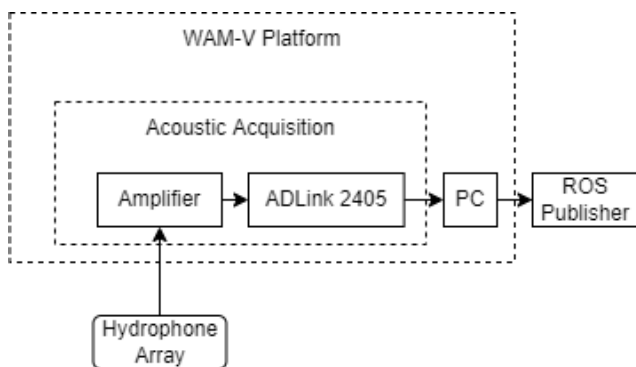 WAM-V Platform
Acoustic Acquisition
Amplifier
ADLink 2405
PC
ROS
Publisher
Hydrophone
Array